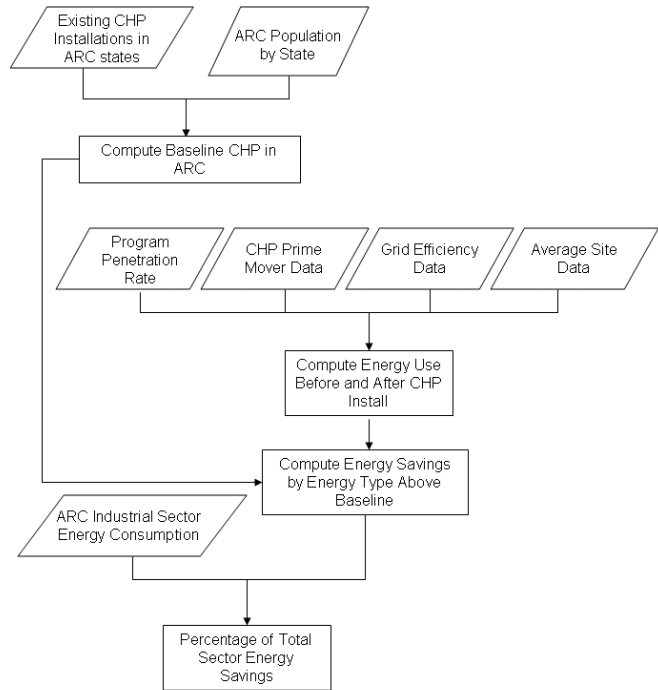 Existing CHP
Installations in
ARC states
ARC Population
by State
Compute Baseline CHP in
ARC
Program
Penetration
Rate
CHP Prime
Mover Data
Grid Efficiency
Data
Average Site
Data
Compute Energy Use
Before and After CHP
Install
Compute Energy Savings
by Energy Type Above
Baseline
ARC Industrial Sector
Energy Consumption
Percentage of Total
Sector Energy
Savings